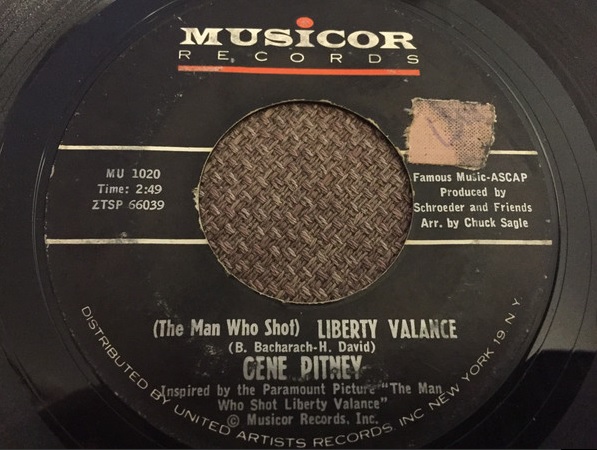 MUSICOR
RECORDS
MU 1020
Time: 2:49
ZTSP 66039
Famous Music-ASCAP
Produced by
Schroeder and Friends
Arr. by Chuck Sagle
(The Man Who Shot) LIBERTY VALANCE
(B. Bacharach-H. David)
GENE PITNEY
Inspired by the Paramount Picture "The Man
Who Shot Liberty Valance"
© Musicor Records, Inc.
DISTRIBUTED BY UNITED ARTISTS RECORDS, INC NEW YORK 19, N.Y.